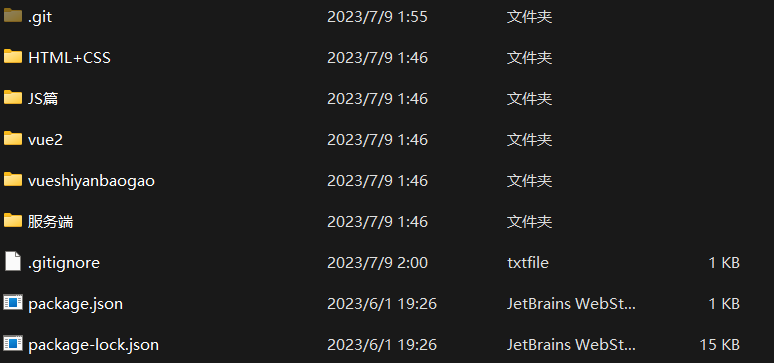 .git 2023/7/9 1:55 文件夹
HTML+CSS 2023/7/9 1:46 文件夹
JS篇 2023/7/9 1:46 文件夹
vue2 2023/7/9 1:46 文件夹
vueshiyanbaogao 2023/7/9 1:46 文件夹
服务端 2023/7/9 1:46 文件夹
.gitignore 2023/7/9 2:00 txtfile 1 KB
package.json 2023/6/1 19:26 JetBrains WebSt... 1 KB
package-lock.json 2023/6/1 19:26 JetBrains WebSt... 15 KB